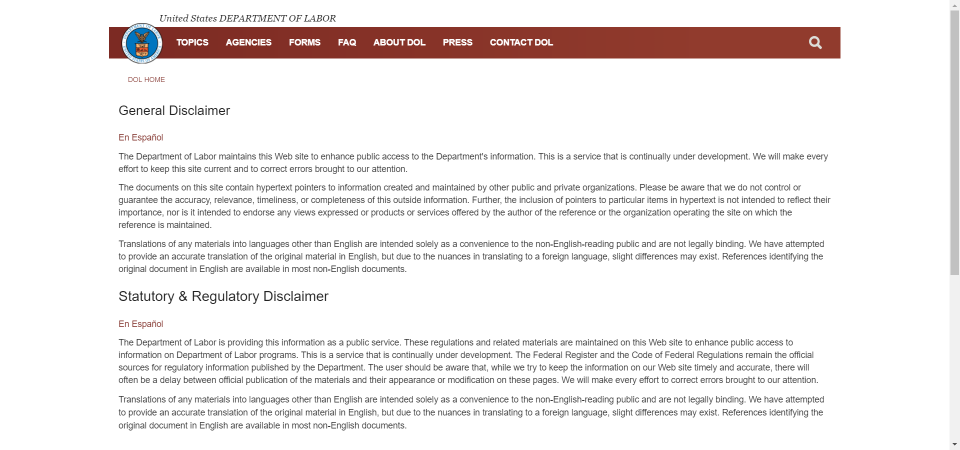 United States DEPARTMENT OF LABOR
TOPICS AGENCIES FORMS FAQ ABOUT DOL PRESS CONTACT DOL
DOL HOME
General Disclaimer
En Español
The Department of Labor maintains this Web site to enhance public access to the Department's information. This is a service that is continually under development. We will make every
effort to keep this site current and to correct errors brought to our attention.
The documents on this site contain hypertext pointers to information created and maintained by other public and private organizations. Please be aware that we do not control or
guarantee the accuracy, relevance, timeliness, or completeness of this outside information. Further, the inclusion of pointers to particular items in hypertext is not intended to reflect their
importance, nor is it intended to endorse any views expressed or products or services offered by the author of the reference or the organization operating the site on which the
reference is maintained.
Translations of any materials into languages other than English are intended solely as a convenience to the non-English-reading public and are not legally binding. We have attempted
to provide an accurate translation of the original material in English, but due to the nuances in translating to a foreign language, slight differences may exist. References identifying the
original document in English are available in most non-English documents.
Statutory & Regulatory Disclaimer
En Español
The Department of Labor is providing this information as a public service. These regulations and related materials are maintained on this Web site to enhance public access to
information on Department of Labor programs. This is a service that is continually under development. The Federal Register and the Code of Federal Regulations remain the official
sources for regulatory information published by the Department. The user should be aware that, while we try to keep the information on our Web site timely and accurate, there will
often be a delay between official publication of the materials and their appearance or modification on these pages. We will make every effort to correct errors brought to our attention.
Translations of any materials into languages other than English are intended solely as a convenience to the non-English-reading public and are not legally binding. We have attempted
to provide an accurate translation of the original material in English, but due to the nuances in translating to a foreign language, slight differences may exist. References identifying the
original document in English are available in most non-English documents.